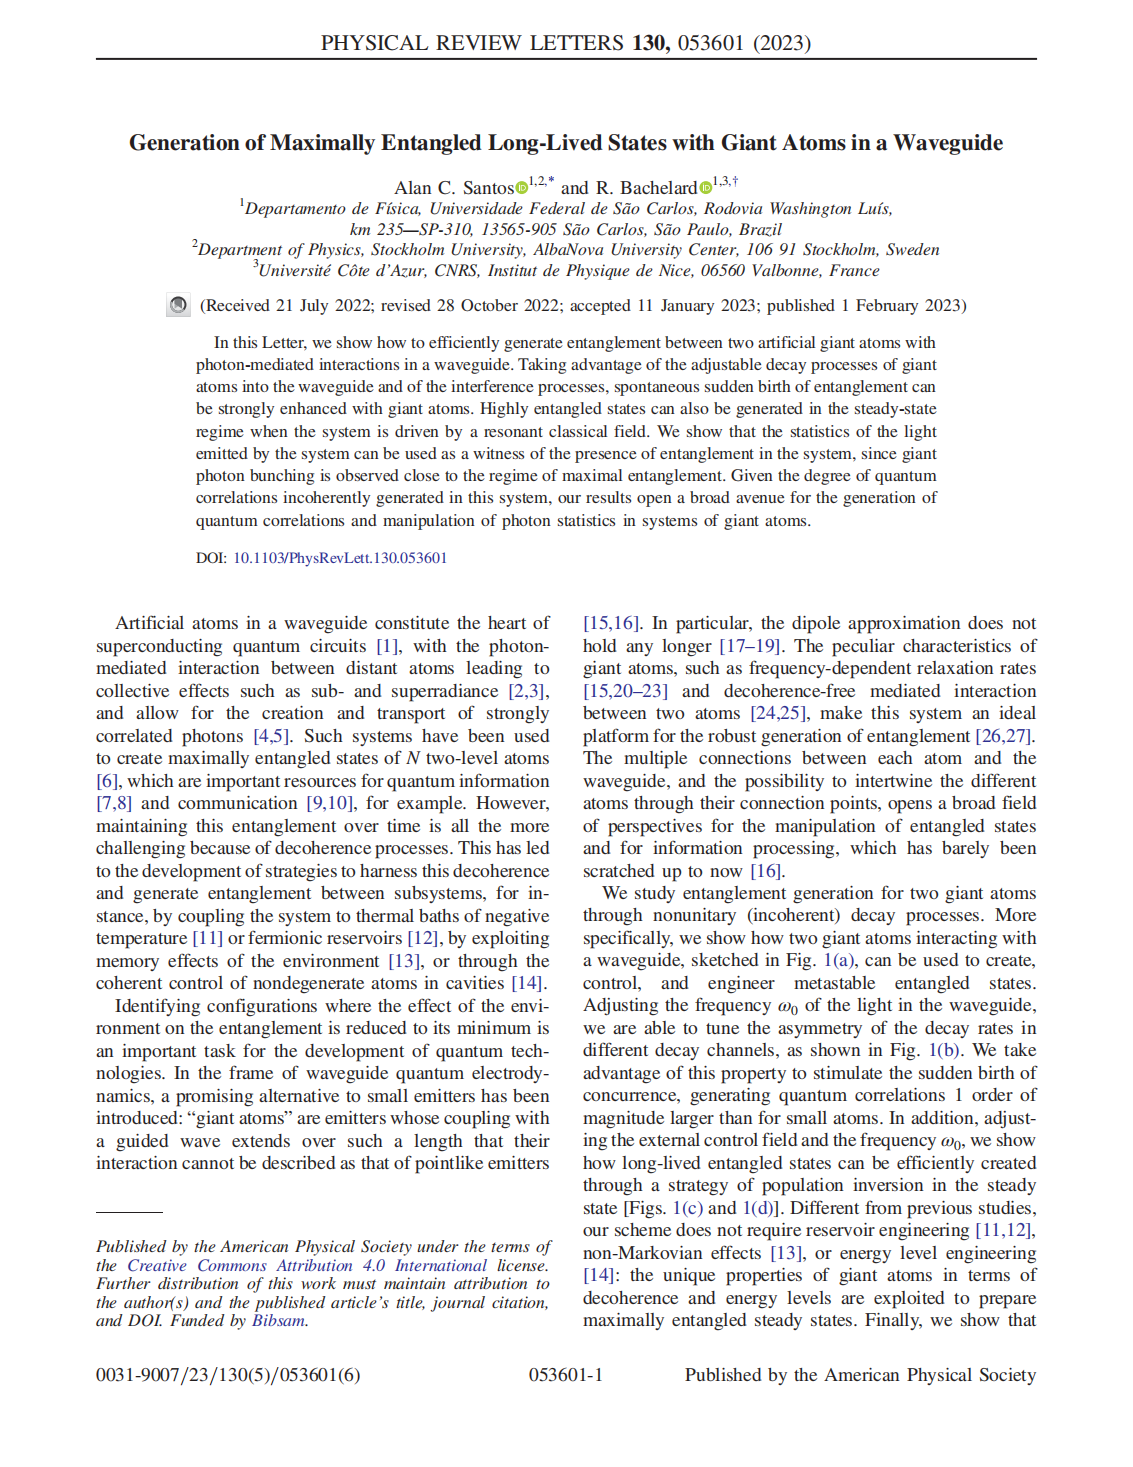 PHYSICAL REVIEW LETTERS 130, 053601 (2023)
Generation of Maximally Entangled Long-Lived States with Giant Atoms in a Waveguide
Alan C. Santos 1,2,* and R. Bachelard 1,3,†
1Departamento de Física, Universidade Federal de São Carlos, Rodovia Washington Luís,
km 235—SP-310, 13565-905 São Carlos, São Paulo, Brazil
2Department of Physics, Stockholm University, AlbaNova University Center, 106 91 Stockholm, Sweden
3Université Côte d'Azur, CNRS, Institut de Physique de Nice, 06560 Valbonne, France
(Received 21 July 2022; revised 28 October 2022; accepted 11 January 2023; published 1 February 2023)
In this Letter, we show how to efficiently generate entanglement between two artificial giant atoms with
photon-mediated interactions in a waveguide. Taking advantage of the adjustable decay processes of giant
atoms into the waveguide and of the interference processes, spontaneous sudden birth of entanglement can
be strongly enhanced with giant atoms. Highly entangled states can also be generated in the steady-state
regime when the system is driven by a resonant classical field. We show that the statistics of the light
emitted by the system can be used as a witness of the presence of entanglement in the system, since giant
photon bunching is observed close to the regime of maximal entanglement. Given the degree of quantum
correlations incoherently generated in this system, our results open a broad avenue for the generation of
quantum correlations and manipulation of photon statistics in systems of giant atoms.
DOI: 10.1103/PhysRevLett.130.053601
Artificial atoms in a waveguide constitute the heart of
superconducting quantum circuits [1], with the photon-
mediated interaction between distant atoms leading to
collective effects such as sub- and superradiance [2,3],
and allow for the creation and transport of strongly
correlated photons [4,5]. Such systems have been used
to create maximally entangled states of N two-level atoms
[6], which are important resources for quantum information
[7,8] and communication [9,10], for example. However,
maintaining this entanglement over time is all the more
challenging because of decoherence processes. This has led
to the development of strategies to harness this decoherence
and generate entanglement between subsystems, for in-
stance, by coupling the system to thermal baths of negative
temperature [11] or fermionic reservoirs [12], by exploiting
memory effects of the environment [13], or through the
coherent control of nondegenerate atoms in cavities [14].
Identifying configurations where the effect of the envi-
ronment on the entanglement is reduced to its minimum is
an important task for the development of quantum tech-
nologies. In the frame of waveguide quantum electrody-
namics, a promising alternative to small emitters has been
introduced: “giant atoms” are emitters whose coupling with
a guided wave extends over such a length that their
interaction cannot be described as that of pointlike emitters
Published by the American Physical Society under the terms of
the Creative Commons Attribution 4.0 International license.
Further distribution of this work must maintain attribution to
the author(s) and the published article's title, journal citation,
and DOI. Funded by Bibsam.
[15,16]. In particular, the dipole approximation does not
hold any longer [17–19]. The peculiar characteristics of
giant atoms, such as frequency-dependent relaxation rates
[15,20–23] and decoherence-free mediated interaction
between two atoms [24,25], make this system an ideal
platform for the robust generation of entanglement [26,27].
The multiple connections between each atom and the
waveguide, and the possibility to intertwine the different
atoms through their connection points, opens a broad field
of perspectives for the manipulation of entangled states
and for information processing, which has barely been
scratched up to now [16].
We study entanglement generation for two giant atoms
through nonunitary (incoherent) decay processes. More
specifically, we show how two giant atoms interacting with
a waveguide, sketched in Fig. 1(a), can be used to create,
control, and engineer metastable entangled states.
Adjusting the frequency ω0 of the light in the waveguide,
we are able to tune the asymmetry of the decay rates in
different decay channels, as shown in Fig. 1(b). We take
advantage of this property to stimulate the sudden birth of
concurrence, generating quantum correlations 1 order of
magnitude larger than for small atoms. In addition, adjust-
ing the external control field and the frequency ω0, we show
how long-lived entangled states can be efficiently created
through a strategy of population inversion in the steady
state [Figs. 1(c) and 1(d)]. Different from previous studies,
our scheme does not require reservoir engineering [11,12],
non-Markovian effects [13], or energy level engineering
[14]: the unique properties of giant atoms in terms of
decoherence and energy levels are exploited to prepare
maximally entangled steady states. Finally, we show that
0031-9007/23/130(5)/053601(6)
053601-1
Published by the American Physical Society